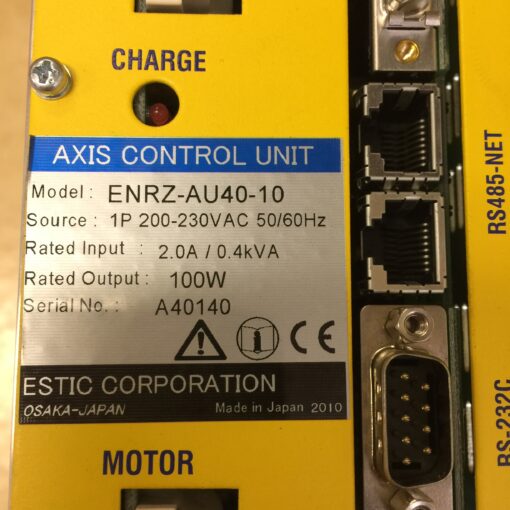 CHARGE
AXIS CONTROL UNIT
Model : ENRZ-AU40-10
Source : 1P 200-230VAC 50/60Hz
Rated Input : 2.0A / 0.4kVA
Rated Output : 100W
Serial No. : A40140
CE
ESTIC CORPORATION
OSAKA-JAPAN Made in Japan 2010
MOTOR
RS485-NET
RS-232C